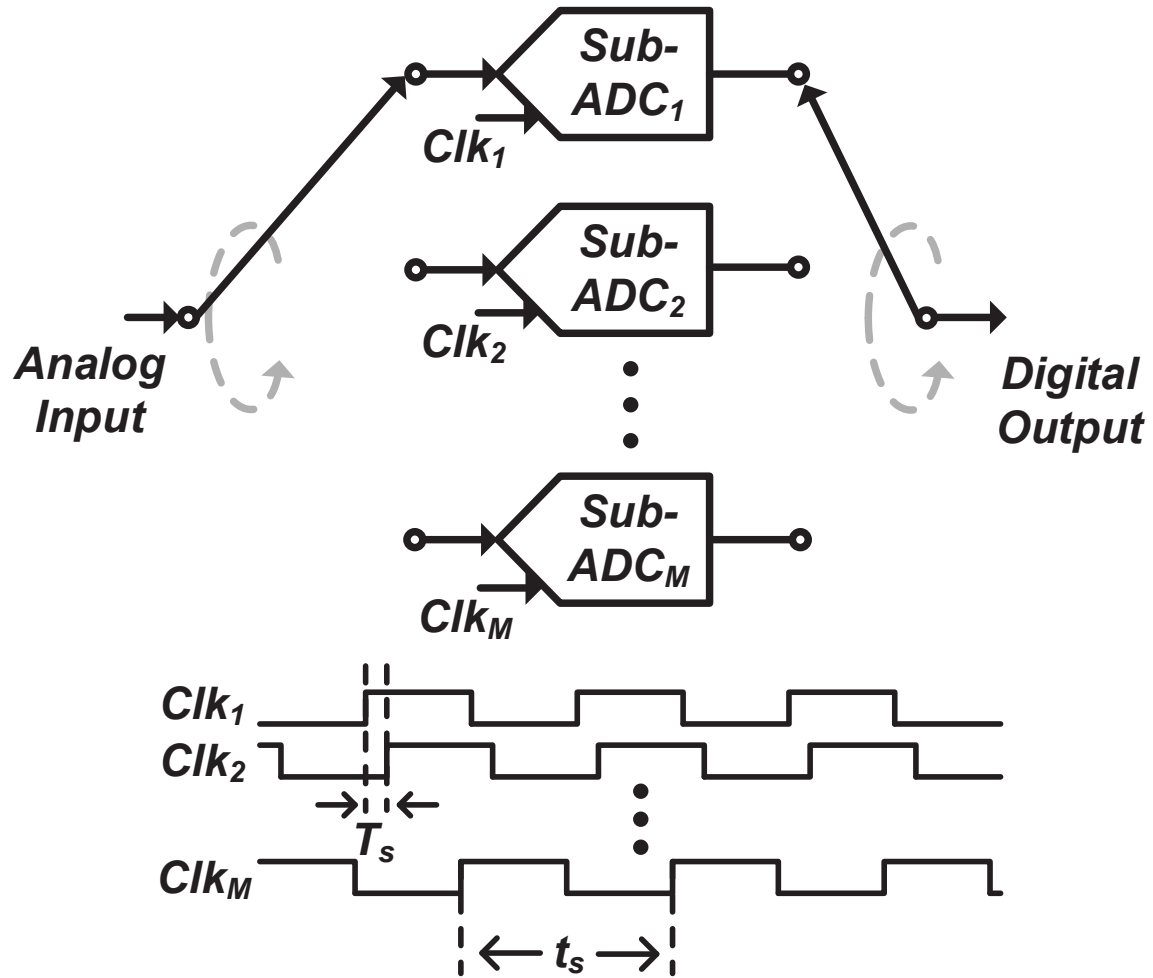 Sub-
ADC1
Clk1
Sub-
ADC2
Clk2
Analog
Input
Digital
Output
Sub-
ADCM
ClkM
Clk1
Clk2
Ts
ClkM
ts